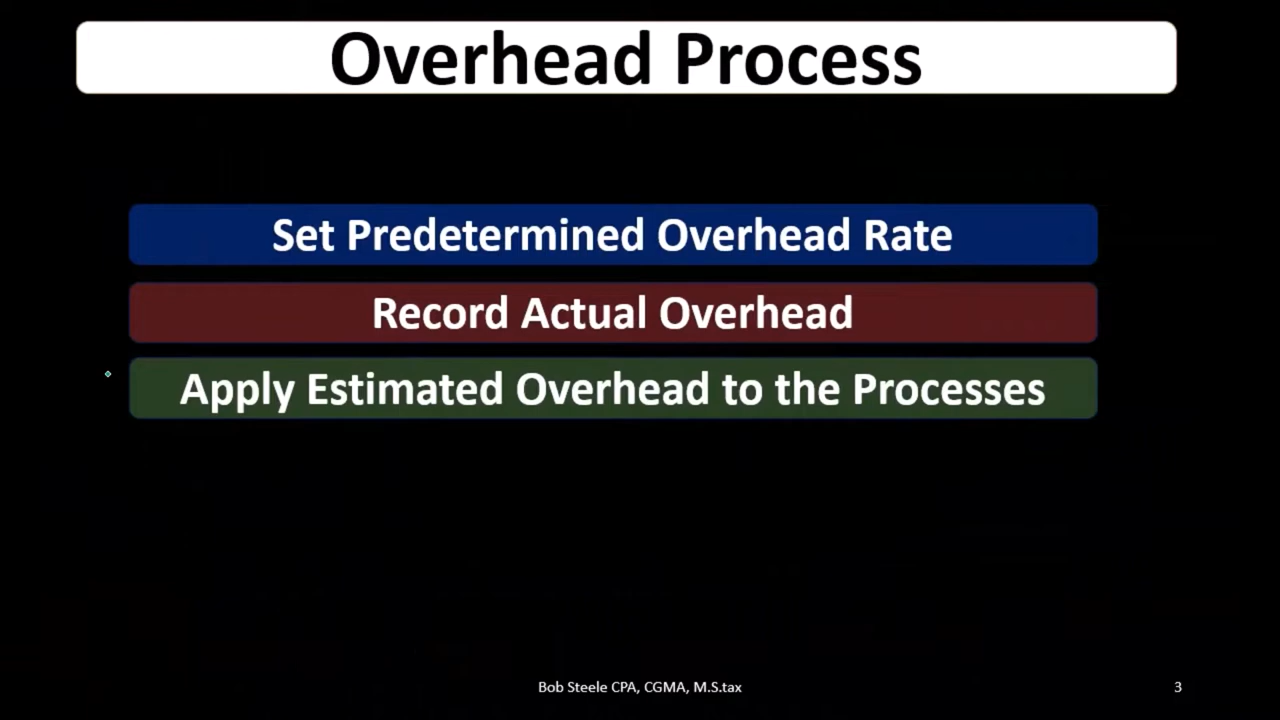 Overhead Process
Set Predetermined Overhead Rate
Record Actual Overhead
Apply Estimated Overhead to the Processes
Bob Steele CPA, CGMA, M.S.tax
3